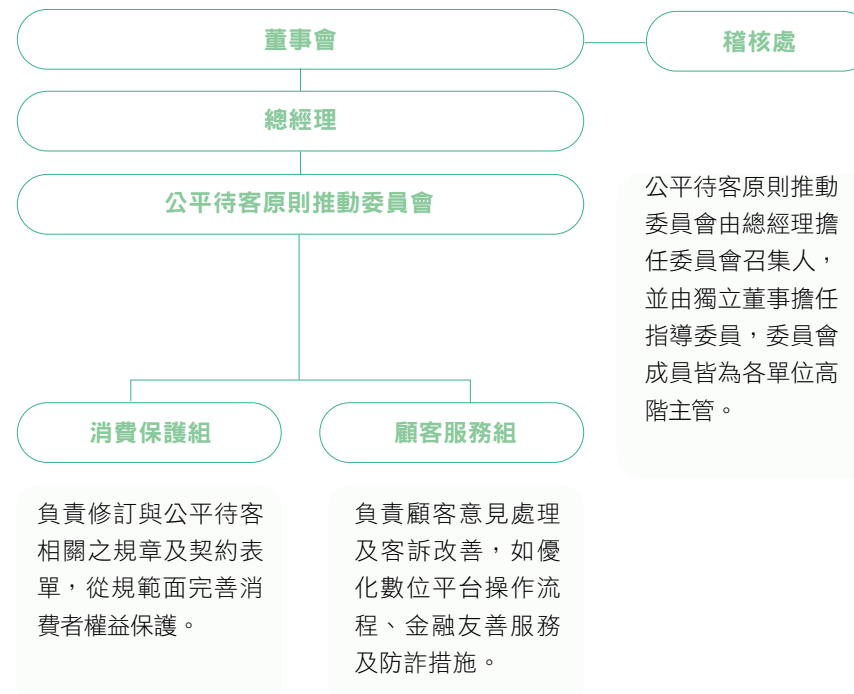 董事會
稽核處
總經理
公平待客原則推動委員會
公平待客原則推動
委員會由總經理擔
任委員會召集人，
並由獨立董事擔任
指導委員，委員會
成員皆為各單位高
階主管。
消費保護組
顧客服務組
負責修訂與公平待客
相關之規章及契約表
單，從規範面完善消
費者權益保護。
負責顧客意見處理
及客訴改善，如優
化數位平台操作流
程、金融友善服務
及防詐措施。